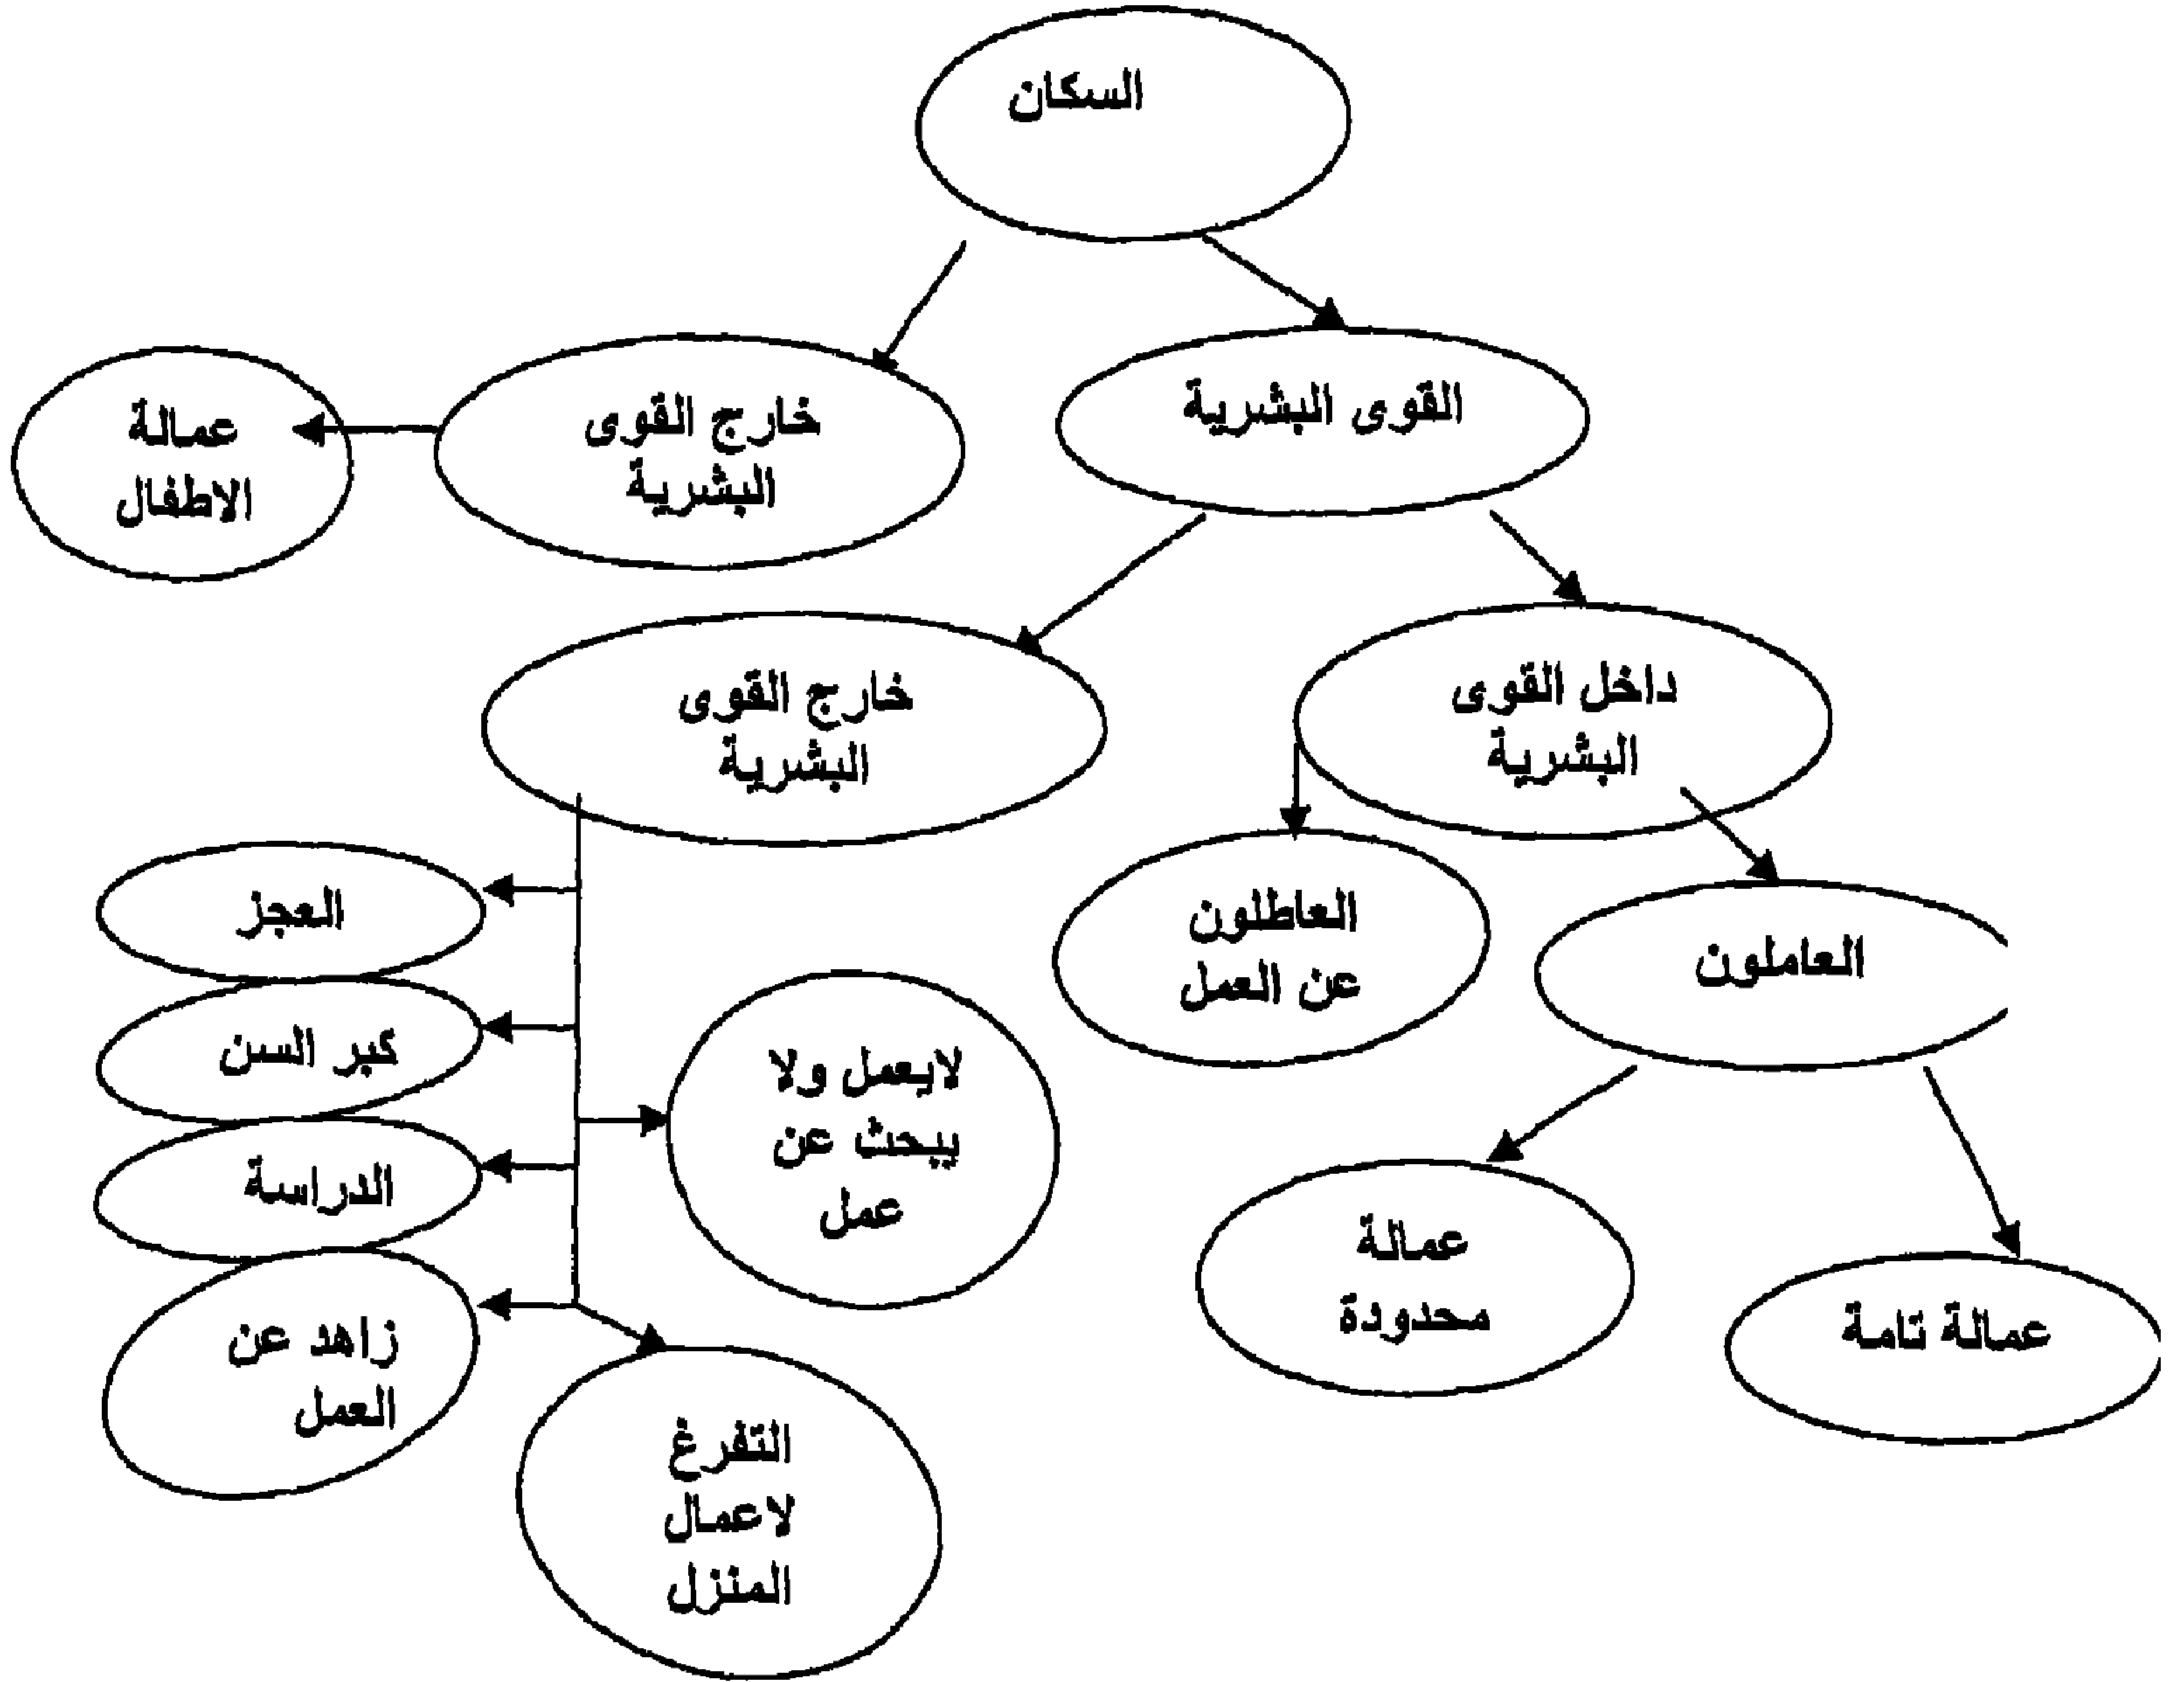 السكان
القوى البشرية
خارج القوى
البشرية
عمالة
الاطفال
داخل القوى
البشرية
خارج القوى
البشرية
العاطلون
عن العمل
العاملون
العجز
كبر السن
الدراسة
زاهد عن
العمل
لايعمل ولا
يبحث عن
عمل
التفرغ
لاعمال
المنزل
عمالة
محدودة
عمالة تامة